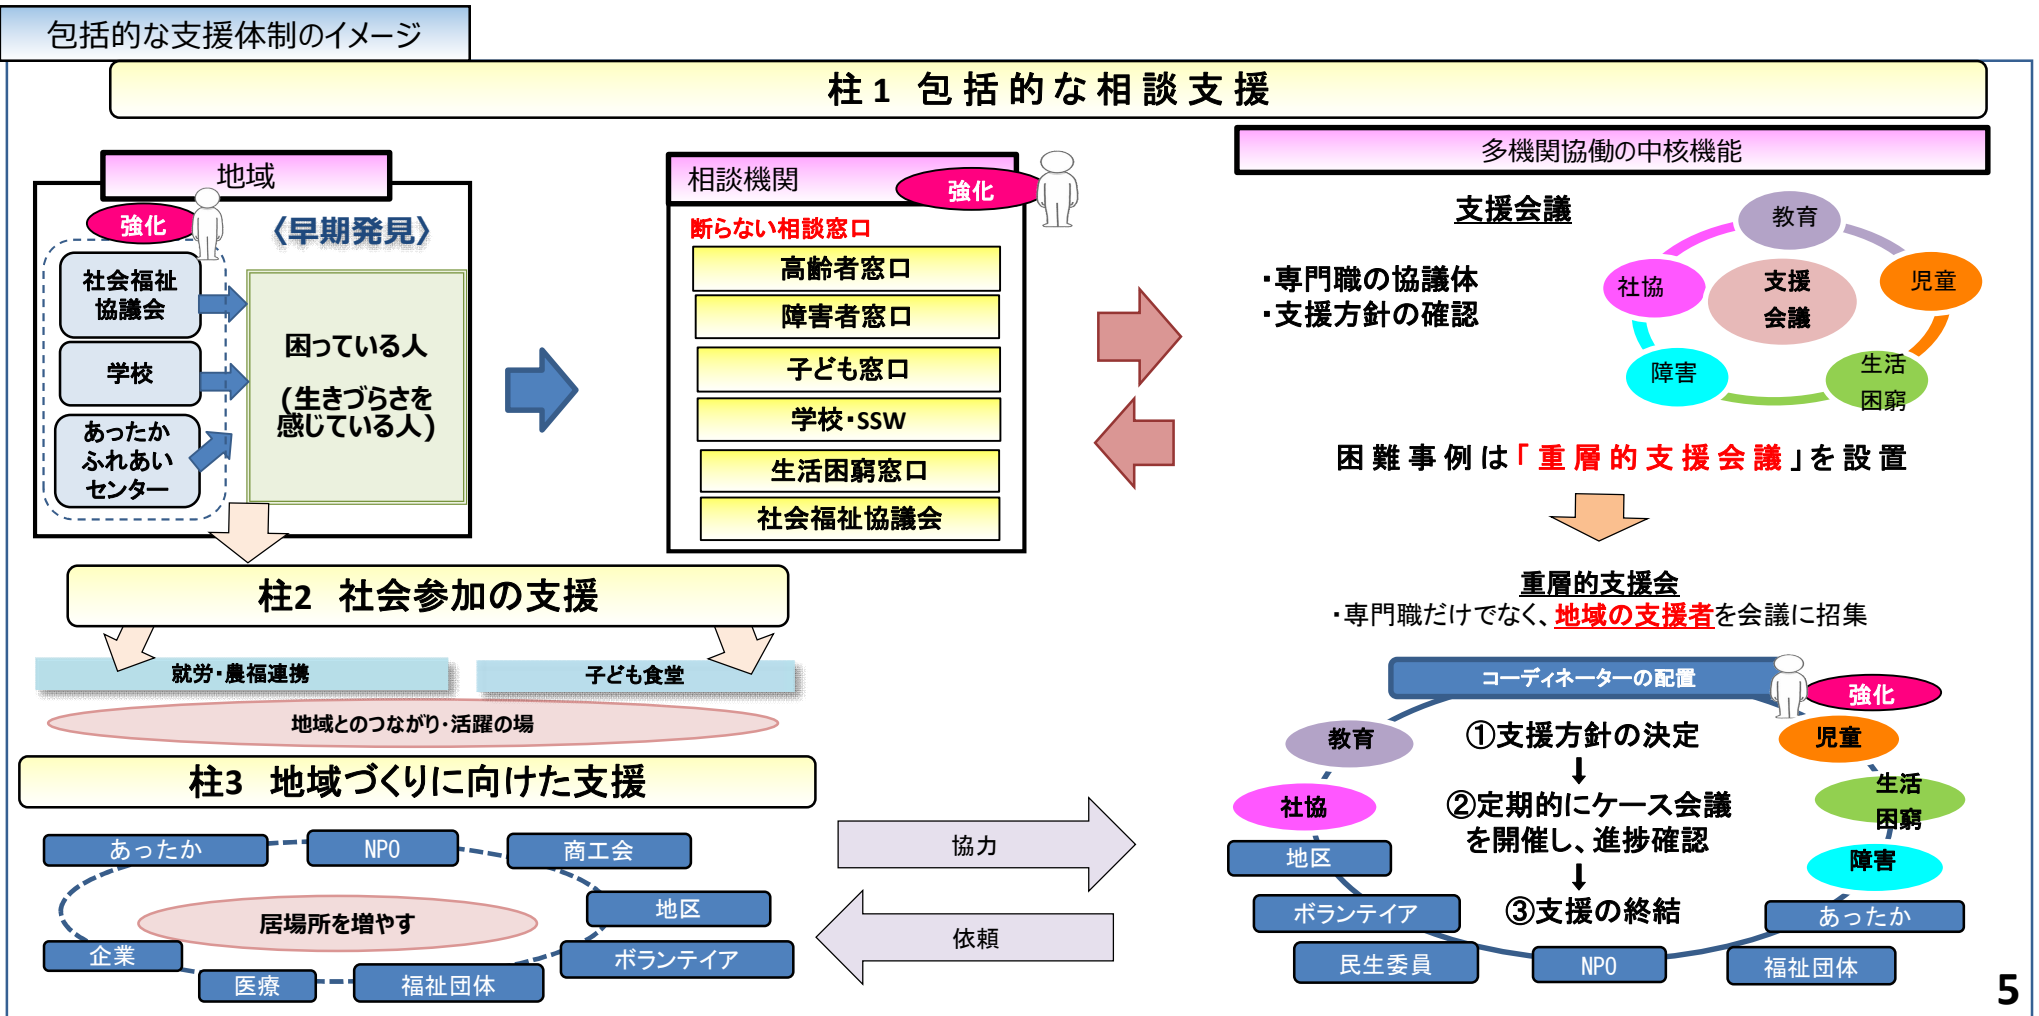 包括的な支援体制のイメージ
柱1 包括的な相談支援
地域
強化
〈早期発見〉
社会福祉
協議会
学校
あったか
ふれあい
センター
困っている人
(生きづらさを
感じている人)
相談機関
強化
断らない相談窓口
高齢者窓口
障害者窓口
子ども窓口
学校・SSW
生活困窮窓口
社会福祉協議会
多機関協働の中核機能
支援会議
・専門職の協議体
・支援方針の確認
教育
社協
支援
会議
児童
障害
生活
困窮
困難事例は「重層的支援会議」を設置
重層的支援会
・専門職だけでなく、地域の支援者を会議に招集
コーディネーターの配置
強化
教育
①支援方針の決定
児童
社協
②定期的にケース会議
を開催し、進捗確認
生活
困窮
地区
障害
ボランテイア
③支援の終結
あったか
民生委員
NPO
福祉団体
柱2 社会参加の支援
就労・農福連携
子ども食堂
地域とのつながり・活躍の場
柱3 地域づくりに向けた支援
あったか
NPO
商工会
地区
居場所を増やす
企業
ボランテイア
医療
福祉団体
協力
依頼
5